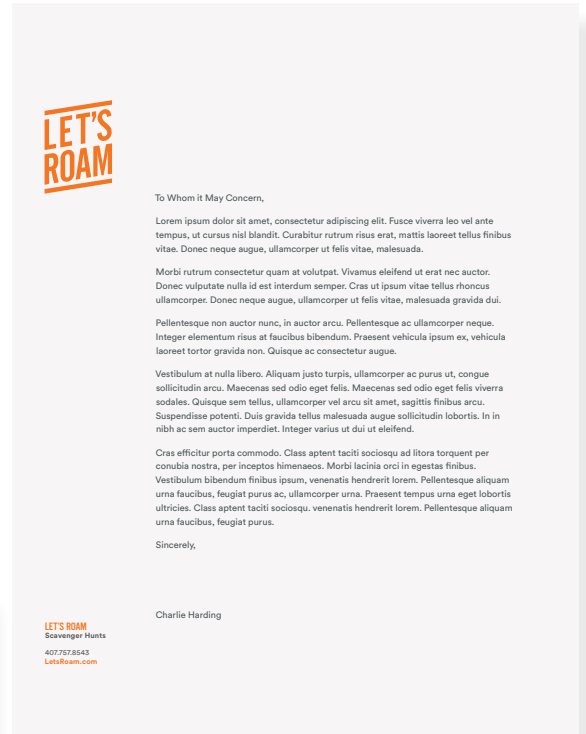 LET'S
ROAM
To Whom it May Concern,
Lorem ipsum dolor sit amet, consectetur adipiscing elit. Fusce viverra leo vel ante
tempus, ut cursus nisl blandit. Curabitur rutrum risus erat, mattis laoreet tellus finibus
vitae. Donec neque augue, ullamcorper ut felis vitae, malesuada.
Morbi rutrum consectetur quam at volutpat. Vivamus eleifend ut erat nec auctor.
Donec vulputate nulla id est interdum semper. Cras ut ipsum vitae tellus rhoncus
ullamcorper. Donec neque augue, ullamcorper ut felis vitae, malesuada gravida dui.
Pellentesque non auctor nunc, in auctor arcu. Pellentesque ac ullamcorper neque.
Integer elementum risus at faucibus bibendum. Praesent vehicula ipsum ex, vehicula
laoreet tortor gravida non. Quisque ac consectetur augue.
Vestibulum at nulla libero. Aliquam justo turpis, ullamcorper ac purus ut, congue
sollicitudin arcu. Maecenas sed odio eget felis. Maecenas sed odio eget felis viverra
sodales. Quisque sem tellus, ullamcorper vel arcu sit amet, sagittis finibus arcu.
Suspendisse potenti. Duis gravida tellus malesuada augue sollicitudin lobortis. In in
nibh ac sem auctor imperdiet. Integer varius ut dui ut eleifend.
Cras efficitur porta commodo. Class aptent taciti sociosqu ad litora torquent per
conubia nostra, per inceptos himenaeos. Morbi lacinia orci in egestas finibus.
Vestibulum bibendum finibus ipsum, venenatis hendrerit lorem. Pellentesque aliquam
urna faucibus, feugiat purus ac, ullamcorper urna. Praesent tempus urna eget lobortis
ultricies. Class aptent taciti sociosqu. venenatis hendrerit lorem. Pellentesque aliquam
urna faucibus, feugiat purus.
Sincerely,
Charlie Harding
LET'S ROAM
Scavenger Hunts
407.757.8543
LetsRoam.com